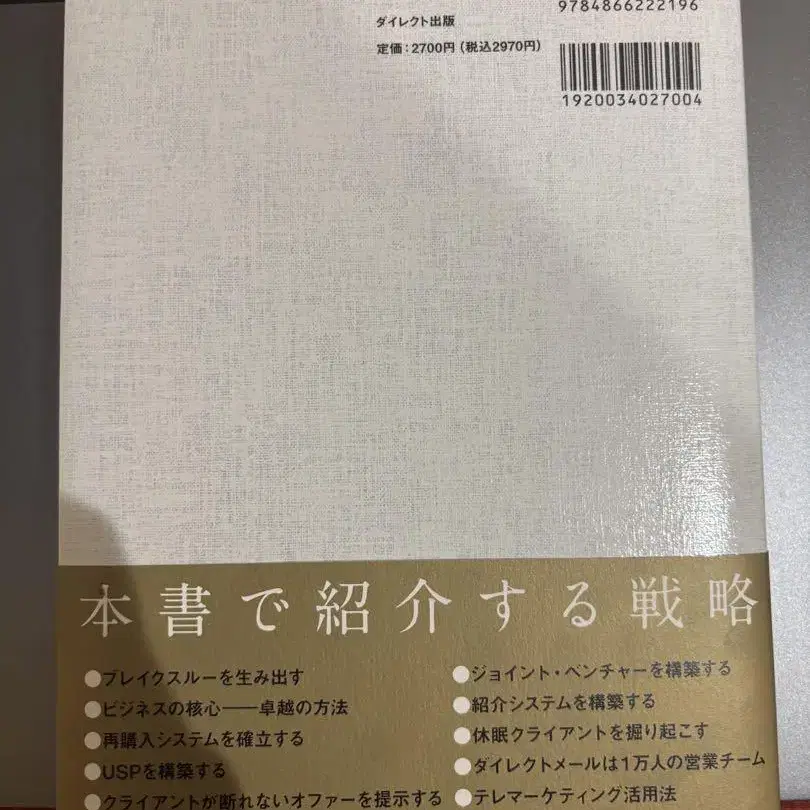 9784866222196
ダイレクト出版
定価：2700円（税込2970円）
1920034027004
本書で紹介する戦略
●ブレイクスルーを生み出す
●ビジネスの核心――卓越の方法
●再購入システムを確立する
●USPを構築する
●クライアントが断れないオファーを提示する
●ジョイント・ベンチャーを構築する
●紹介システムを構築する
●休眠クライアントを掘り起こす
●ダイレクトメールは1万人の営業チーム
●テレマーケティング活用法